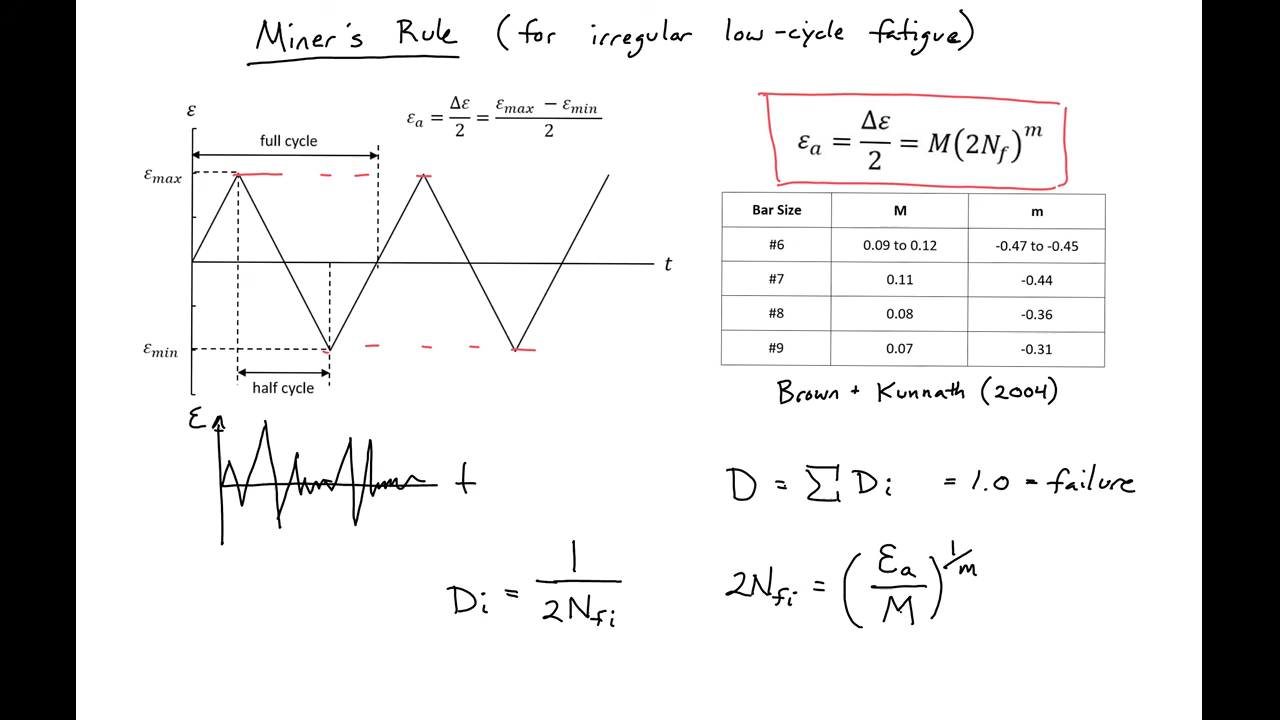 Miner's Rule (for irregular low-cycle fatigue)
ε
εₐ = Δε/2 = (εmax − εmin)/2
full cycle
εmax
t
εmin
half cycle
εₐ = Δε/2 = M(2Nf)^m
Bar Size M m
#6 0.09 to 0.12 -0.47 to -0.45
#7 0.11 -0.44
#8 0.08 -0.36
#9 0.07 -0.31
Brown + Kunnath (2004)
ε
t
D = Σ Di = 1.0 = failure
Di = 1/2Nfi
2Nfi = (εa/M)^1/m